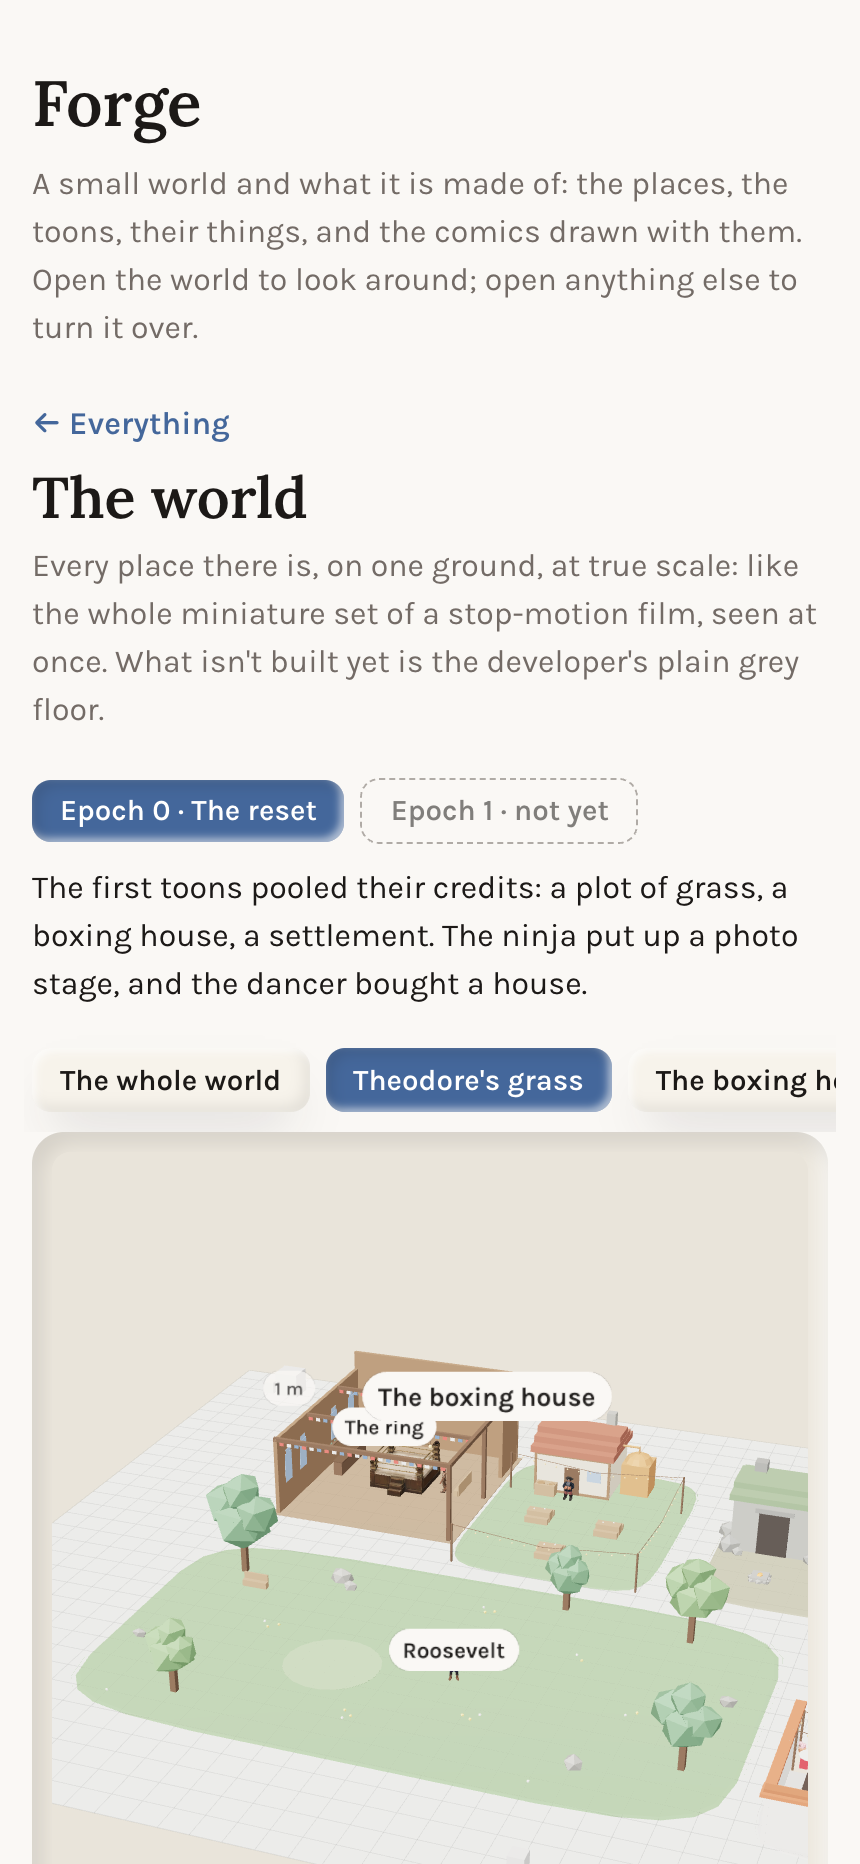 Forge
A small world and what it is made of: the places, the
toons, their things, and the comics drawn with them.
Open the world to look around; open anything else to
turn it over.
← Everything
The world
Every place there is, on one ground, at true scale: like
the whole miniature set of a stop-motion film, seen at
once. What isn't built yet is the developer's plain grey
floor.
Epoch 0 · The reset
Epoch 1 · not yet
The first toons pooled their credits: a plot of grass, a
boxing house, a settlement. The ninja put up a photo
stage, and the dancer bought a house.
The whole world
Theodore's grass
The boxing
1 m
The boxing house
The ring
Roosevelt